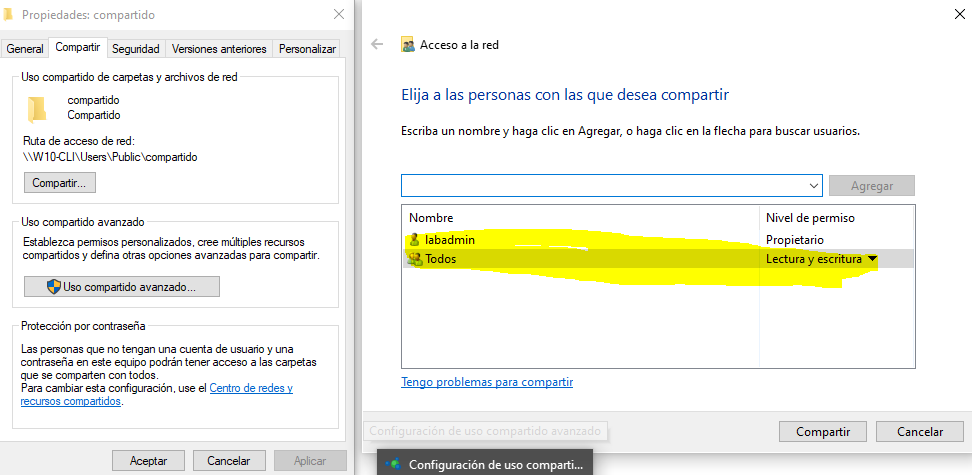 Propiedades: compartido
General
Compartir
Seguridad
Versiones anteriores
Personalizar
Uso compartido de carpetas y archivos de red
compartido
Compartido
Ruta de acceso de red:
\\W10-CLI\Users\Public\compartido
Compartir...
Uso compartido avanzado
Establezca permisos personalizados, cree múltiples recursos
compartidos y defina otras opciones avanzadas para compartir.
Uso compartido avanzado...
Protección por contraseña
Las personas que no tengan una cuenta de usuario y una
contraseña en este equipo podrán tener acceso a las carpetas
que se comparten con todos.
Para cambiar esta configuración, use el Centro de redes y
recursos compartidos.
Aceptar
Cancelar
Aplicar
Acceso a la red
Elija a las personas con las que desea compartir
Escriba un nombre y haga clic en Agregar, o haga clic en la flecha para buscar usuarios.
Agregar
Nombre
Nivel de permiso
labadmin
Propietario
Todos
Lectura y escritura
Tengo problemas para compartir
Configuración de uso compartido avanzado
Compartir
Cancelar
Configuración de uso comparti...